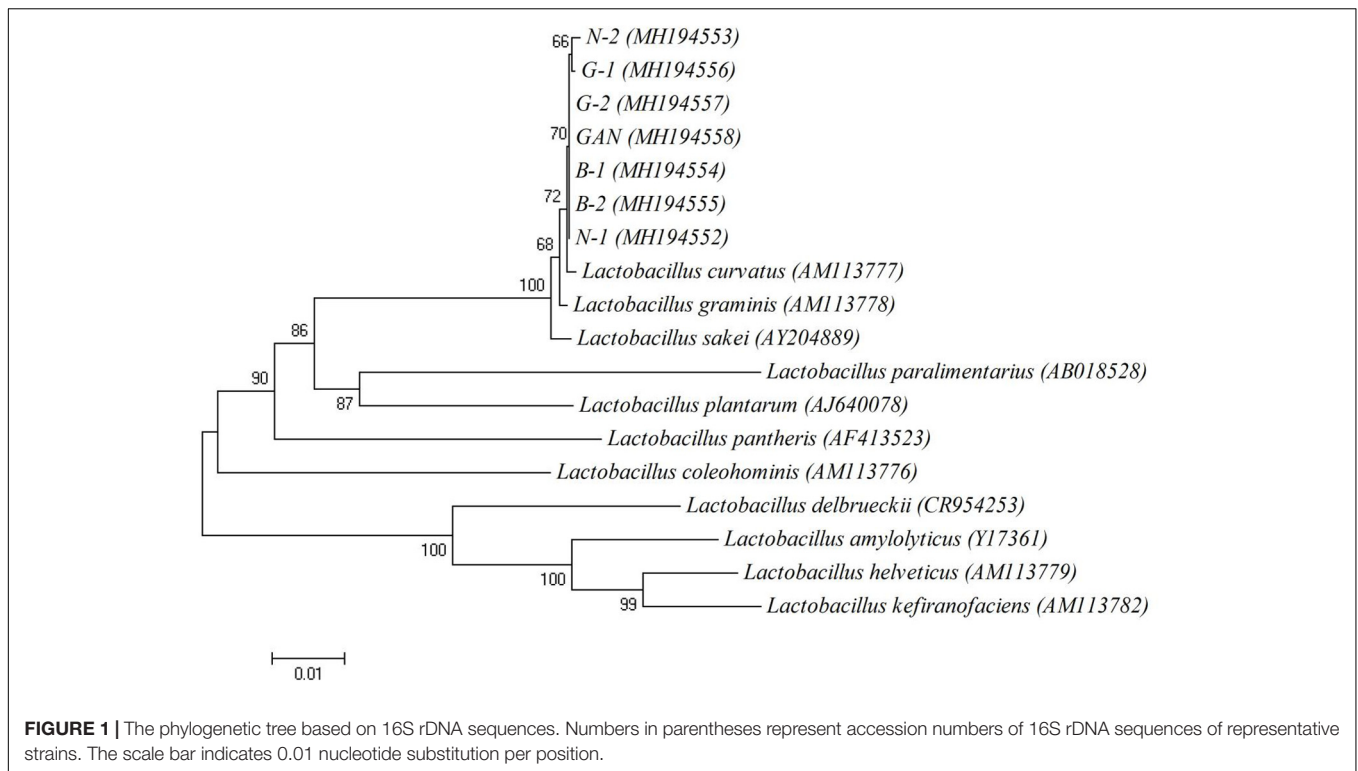 66 N-2 (MH194553)
G-1 (MH194556)
G-2 (MH194557)
70 GAN (MH194558)
B-1 (MH194554)
72 B-2 (MH194555)
N-1 (MH194552)
68
Lactobacillus curvatus (AM113777)
100
Lactobacillus graminis (AM113778)
86 Lactobacillus sakei (AY204889)
Lactobacillus paralimentarius (AB018528)
90
87 Lactobacillus plantarum (AJ640078)
Lactobacillus pantheris (AF413523)
Lactobacillus coleohominis (AM113776)
Lactobacillus delbrueckii (CR954253)
100 Lactobacillus amylolyticus (Y17361)
100 Lactobacillus helveticus (AM113779)
99 Lactobacillus kefiranofaciens (AM113782)
0.01
FIGURE 1 | The phylogenetic tree based on 16S rDNA sequences. Numbers in parentheses represent accession numbers of 16S rDNA sequences of representative
strains. The scale bar indicates 0.01 nucleotide substitution per position.